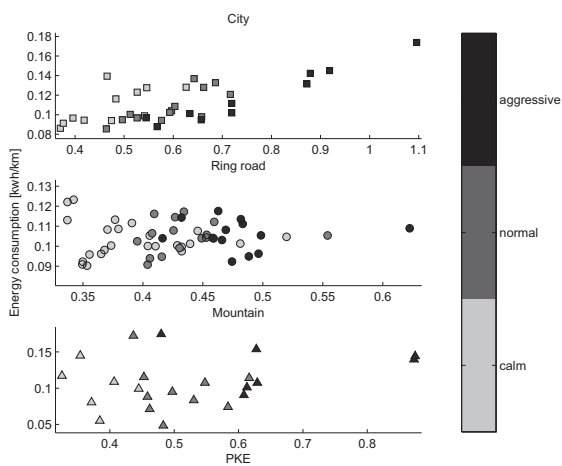 City
0.18
0.16
0.14
0.12
0.1
0.08
0.4 0.5 0.6 0.7 0.8 0.9 1 1.1
Ring road
0.13
0.12
0.11
0.1
0.09
0.35 0.4 0.45 0.5 0.55 0.6
Mountain
0.15
0.1
0.05
0.4 0.5 0.6 0.7 0.8
PKE
Energy consumption [kwh/km]
aggressive
normal
calm